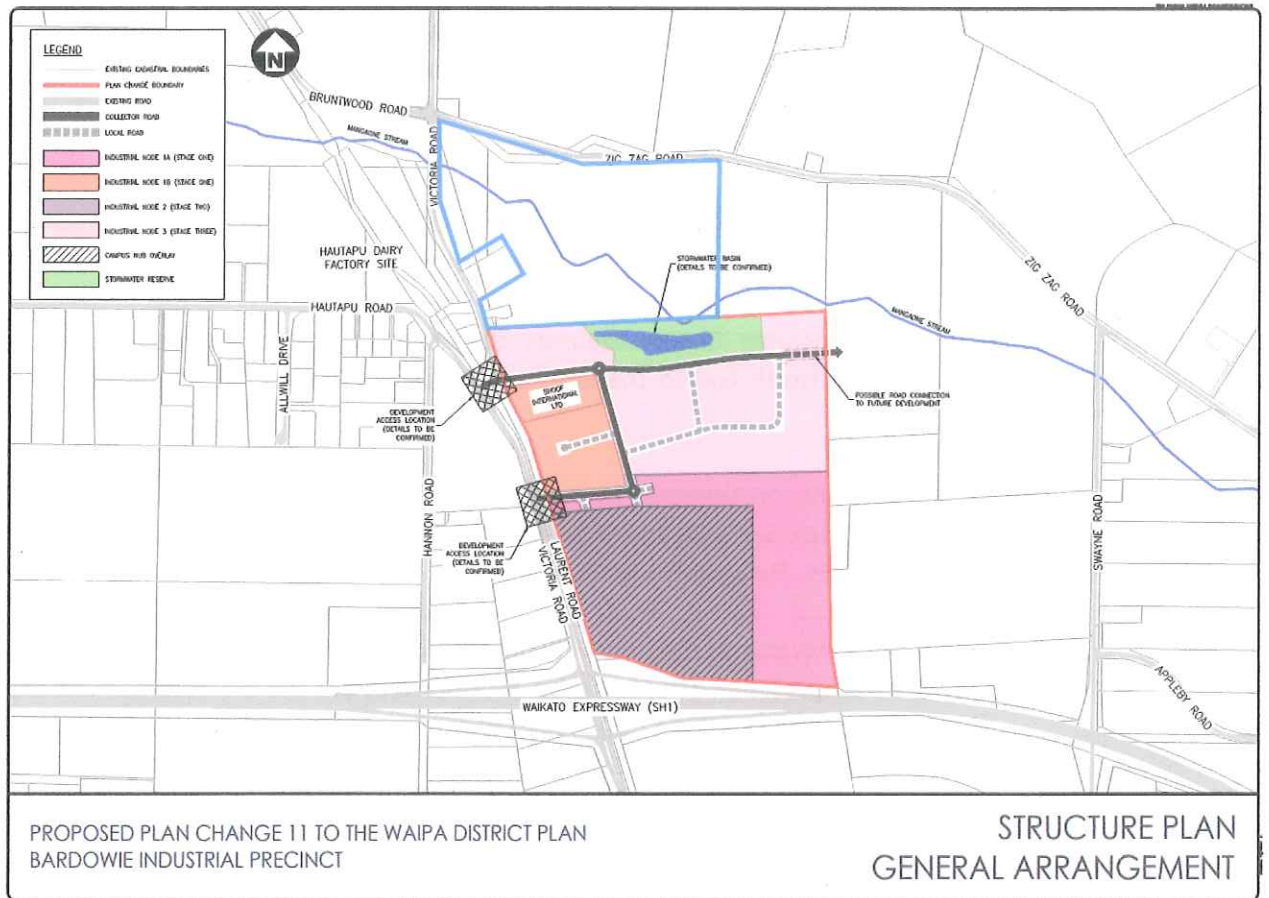 LEGEND
EXISTING CADASTRAL BOUNDARIES
PLAN CHANGE BOUNDARY
EXISTING ROAD
COLLECTOR ROAD
LOCAL ROAD
INDUSTRIAL NODE 1A (STAGE ONE)
INDUSTRIAL NODE 1B (STAGE ONE)
INDUSTRIAL NODE 2 (STAGE TWO)
INDUSTRIAL NODE 3 (STAGE THREE)
CAMPUS HUB OVERLAY
STORMWATER RESERVE
N
BRUNTWOOD ROAD
MANGAONE STREAM
VICTORIA ROAD
ZIG ZAG ROAD
HAUTAPU DAIRY
FACTORY SITE
STORMWATER BASIN
(DETAILS TO BE CONFIRMED)
ZIG ZAG ROAD
HAUTAPU ROAD
MANGAONE STREAM
ALLWILL DRIVE
SHOOF
INTERNATIONAL
LTD
POSSIBLE ROAD CONNECTION
TO FUTURE DEVELOPMENT
DEVELOPMENT
ACCESS LOCATION
(DETAILS TO BE
CONFIRMED)
HANNON ROAD
SWAYNE ROAD
DEVELOPMENT
ACCESS LOCATION
(DETAILS TO BE
CONFIRMED)
LAURENT ROAD
VICTORIA ROAD
APPLEBY ROAD
WAIKATO EXPRESSWAY (SH1)
PROPOSED PLAN CHANGE 11 TO THE WAIPA DISTRICT PLAN
BARDOWIE INDUSTRIAL PRECINCT
STRUCTURE PLAN
GENERAL ARRANGEMENT